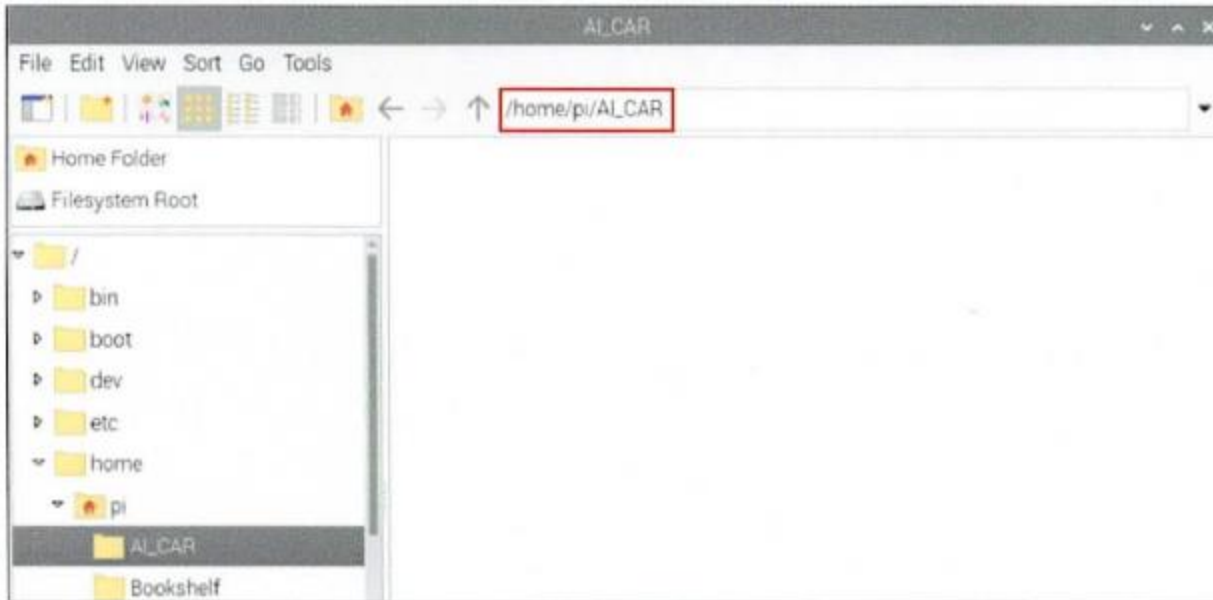 AI_CAR
File Edit View Sort Go Tools
/home/pi/AI_CAR
Home Folder
Filesystem Root
/
bin
boot
dev
etc
home
pi
AI_CAR
Bookshelf